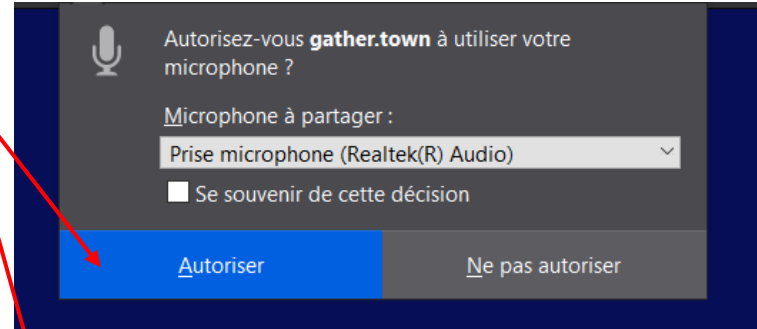 Autorisez-vous gather.town à utiliser votre
microphone ?
Microphone à partager :
Prise microphone (Realtek(R) Audio)
Se souvenir de cette décision
Autoriser
Ne pas autoriser